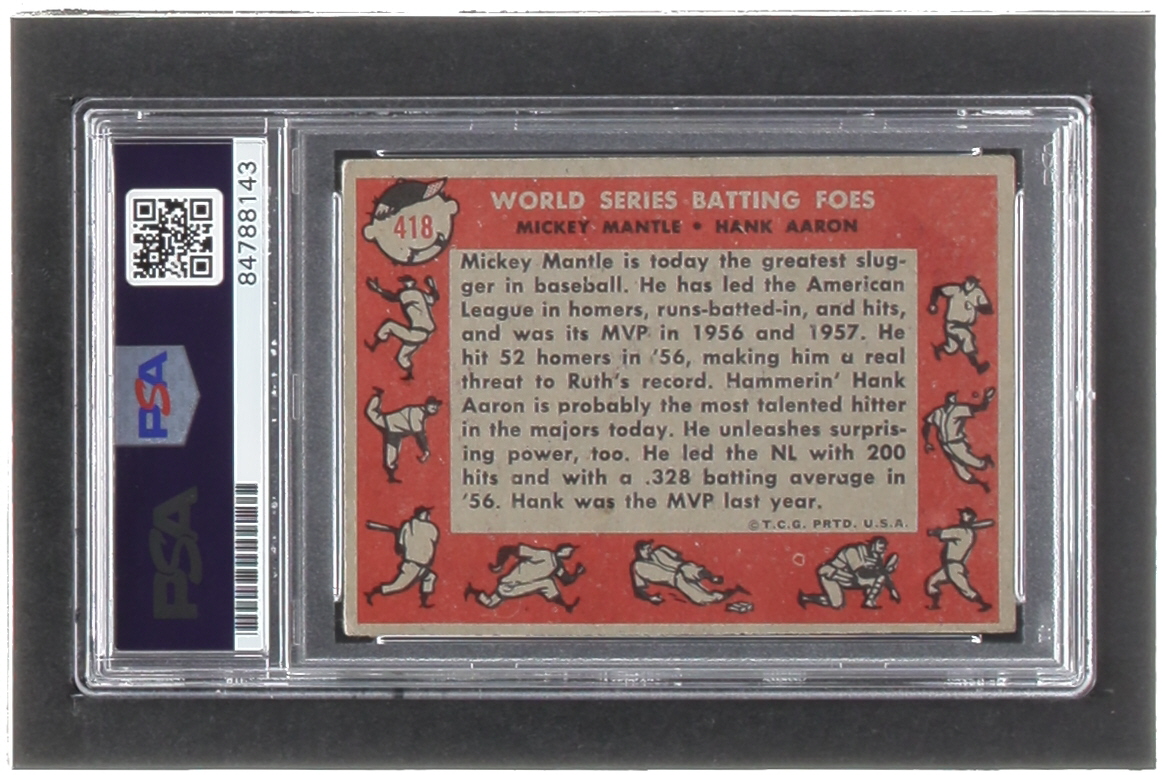 84788143
PSA
PSA
418
WORLD SERIES BATTING FOES
MICKEY MANTLE • HANK AARON
Mickey Mantle is today the greatest slug-
ger in baseball. He has led the American
League in homers, runs-batted-in, and hits,
and was its MVP in 1956 and 1957. He
hit 52 homers in '56, making him a real
threat to Ruth's record. Hammerin' Hank
Aaron is probably the most talented hitter
in the majors today. He unleashes surpris-
ing power, too. He led the NL with 200
hits and with a .328 batting average in
'56. Hank was the MVP last year.
©T.C.G. PRTD. U.S.A.